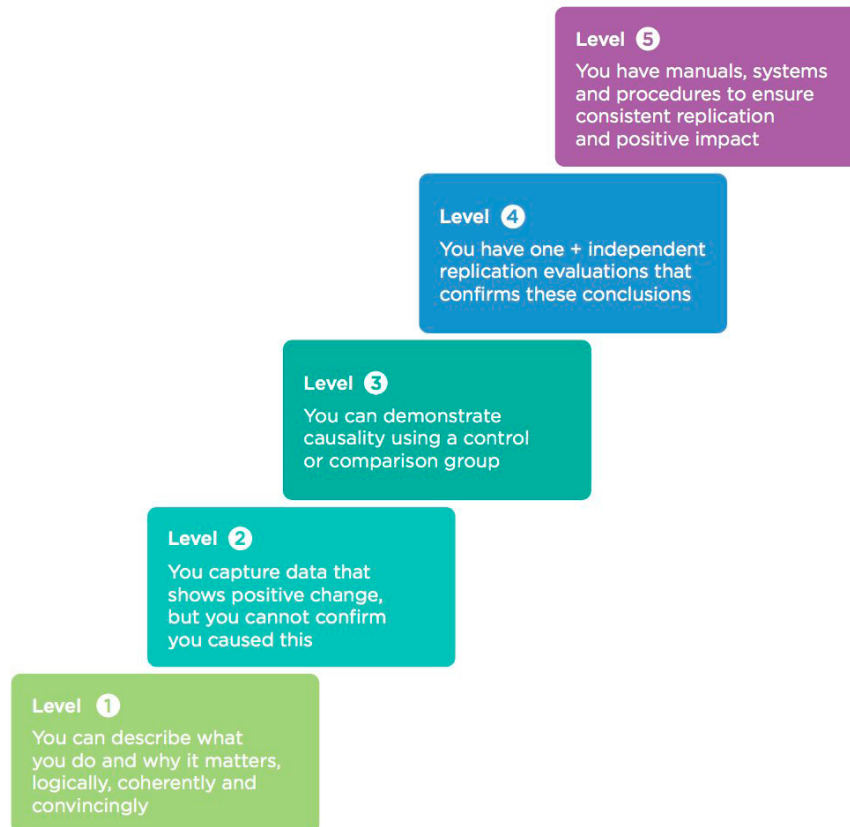 Level 5
You have manuals, systems
and procedures to ensure
consistent replication
and positive impact
Level 4
You have one + independent
replication evaluations that
confirms these conclusions
Level 3
You can demonstrate
causality using a control
or comparison group
Level 2
You capture data that
shows positive change,
but you cannot confirm
you caused this
Level 1
You can describe what
you do and why it matters,
logically, coherently and
convincingly